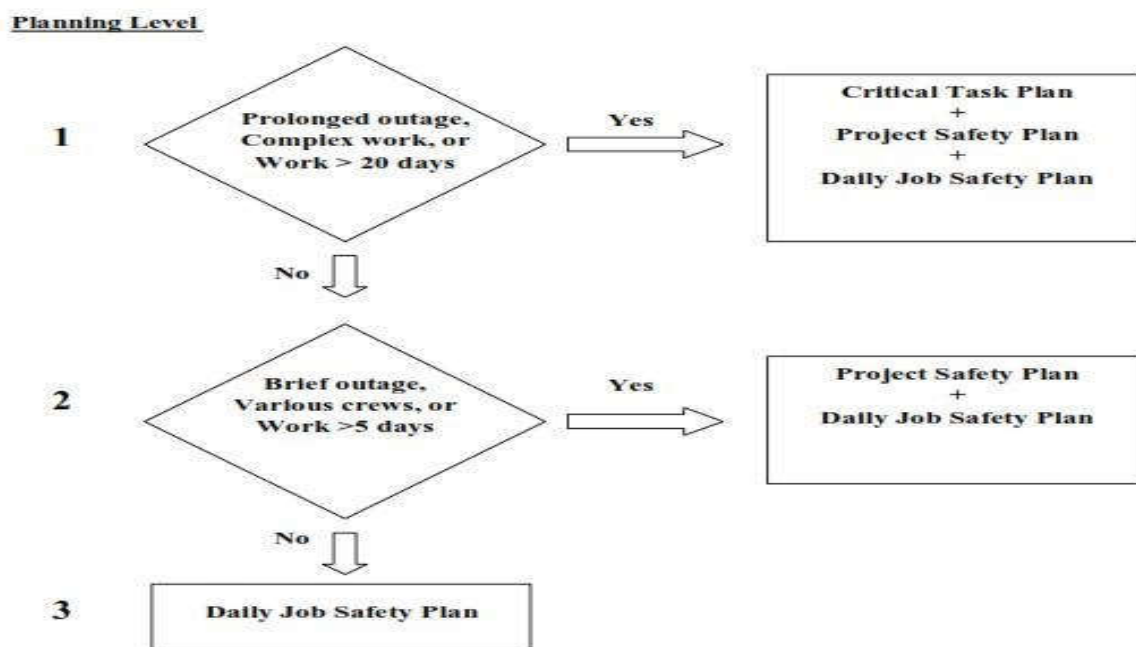 Planning Level
1
Prolonged outage,
Complex work, or
Work > 20 days
Yes
Critical Task Plan
+
Project Safety Plan
+
Daily Job Safety Plan
No
2
Brief outage,
Various crews, or
Work >5 days
Yes
Project Safety Plan
+
Daily Job Safety Plan
No
3
Daily Job Safety Plan